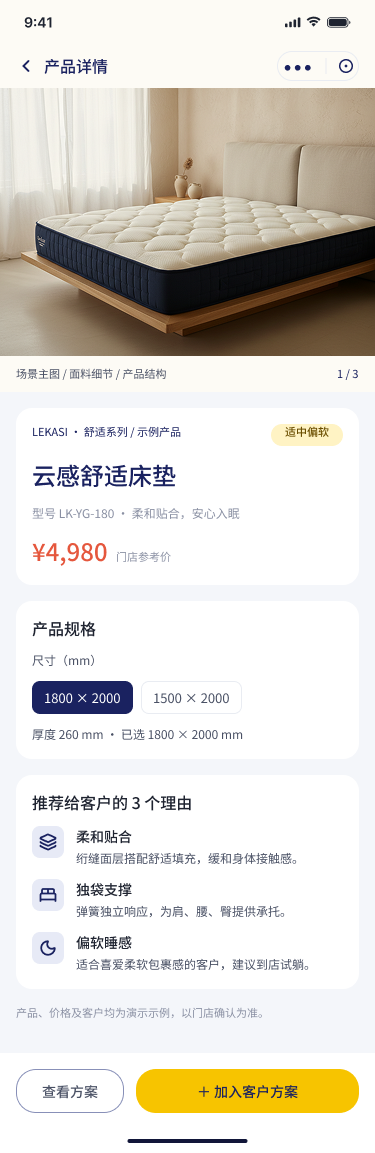 9:41
产品详情
场景主图 / 面料细节 / 产品结构
1 / 3
LEKASI · 舒适系列 / 示例产品
适中偏软
云感舒适床垫
型号 LK-YG-180 · 柔和贴合，安心入眠
¥4,980 门店参考价
产品规格
尺寸（mm）
1800 × 2000
1500 × 2000
厚度 260 mm · 已选 1800 × 2000 mm
推荐给客户的 3 个理由
柔和贴合
绗缝面层搭配舒适填充，缓和身体接触感。
独袋支撑
弹簧独立响应，为肩、腰、臀提供承托。
偏软睡感
适合喜爱柔软包裹感的客户，建议到店试躺。
产品、价格及客户均为演示示例，以门店确认为准。
查看方案
＋ 加入客户方案